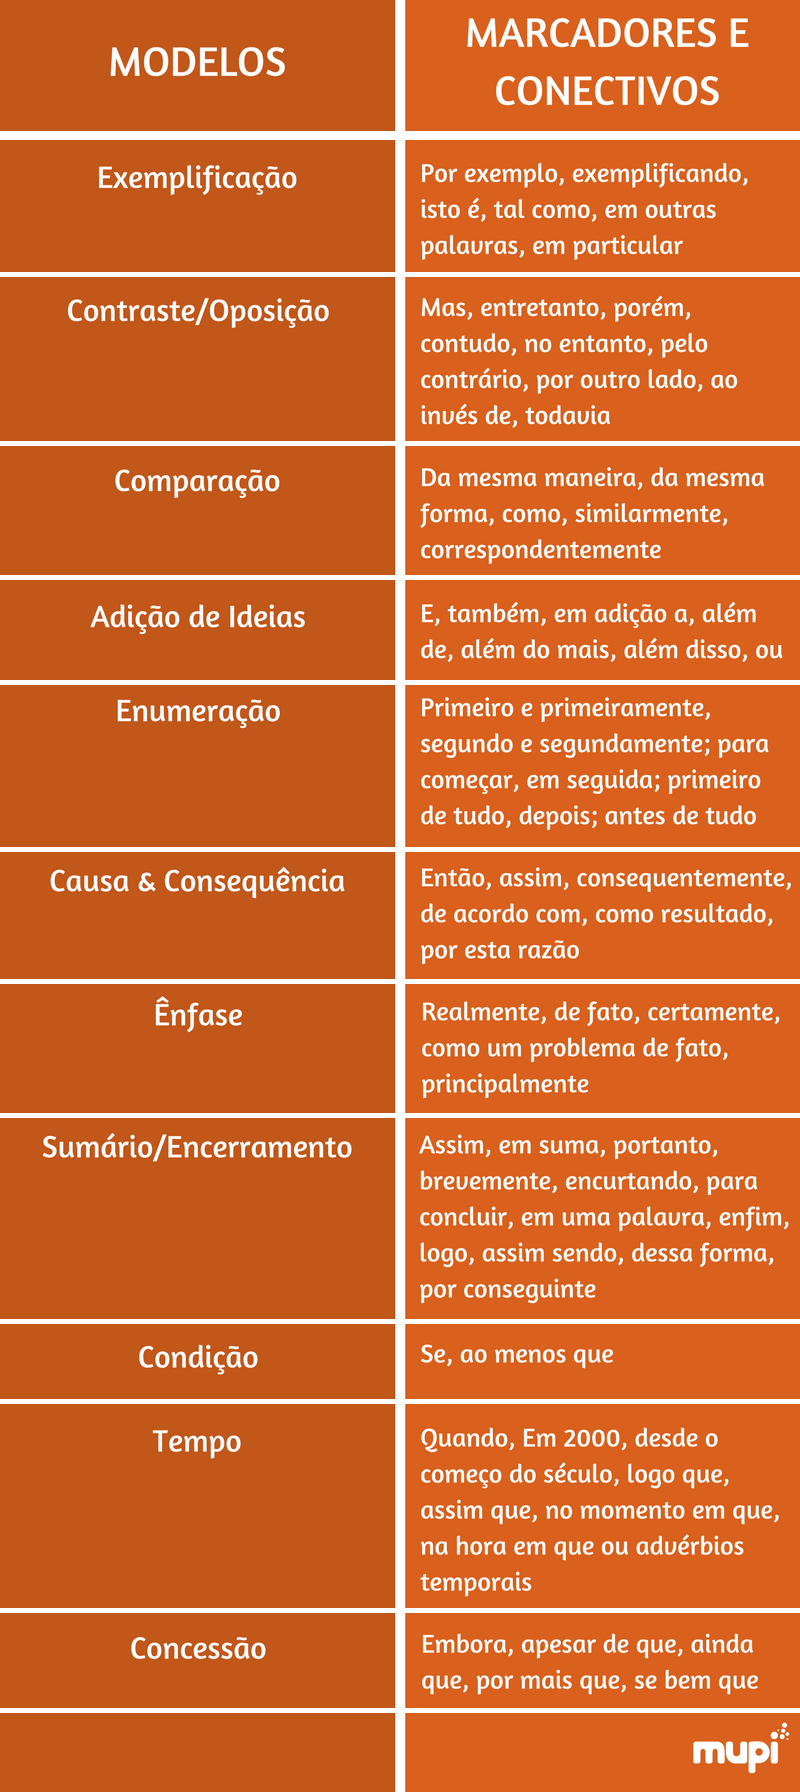 MODELOS
MARCADORES E
CONECTIVOS
Exemplificação
Por exemplo, exemplificando,
isto é, tal como, em outras
palavras, em particular
Contraste/Oposição
Mas, entretanto, porém,
contudo, no entanto, pelo
contrário, por outro lado, ao
invés de, todavia
Comparação
Da mesma maneira, da mesma
forma, como, similarmente,
correspondentemente
Adição de Ideias
E, também, em adição a, além
de, além do mais, além disso, ou
Enumeração
Primeiro e primeiramente,
segundo e segundamente; para
começar, em seguida; primeiro
de tudo, depois; antes de tudo
Causa & Consequência
Então, assim, consequentemente,
de acordo com, como resultado,
por esta razão
Ênfase
Realmente, de fato, certamente,
como um problema de fato,
principalmente
Sumário/Encerramento
Assim, em suma, portanto,
brevemente, encurtando, para
concluir, em uma palavra, enfim,
logo, assim sendo, dessa forma,
por conseguinte
Condição
Se, ao menos que
Tempo
Quando, Em 2000, desde o
começo do século, logo que,
assim que, no momento em que,
na hora em que ou advérbios
temporais
Concessão
Embora, apesar de que, ainda
que, por mais que, se bem que
mupi